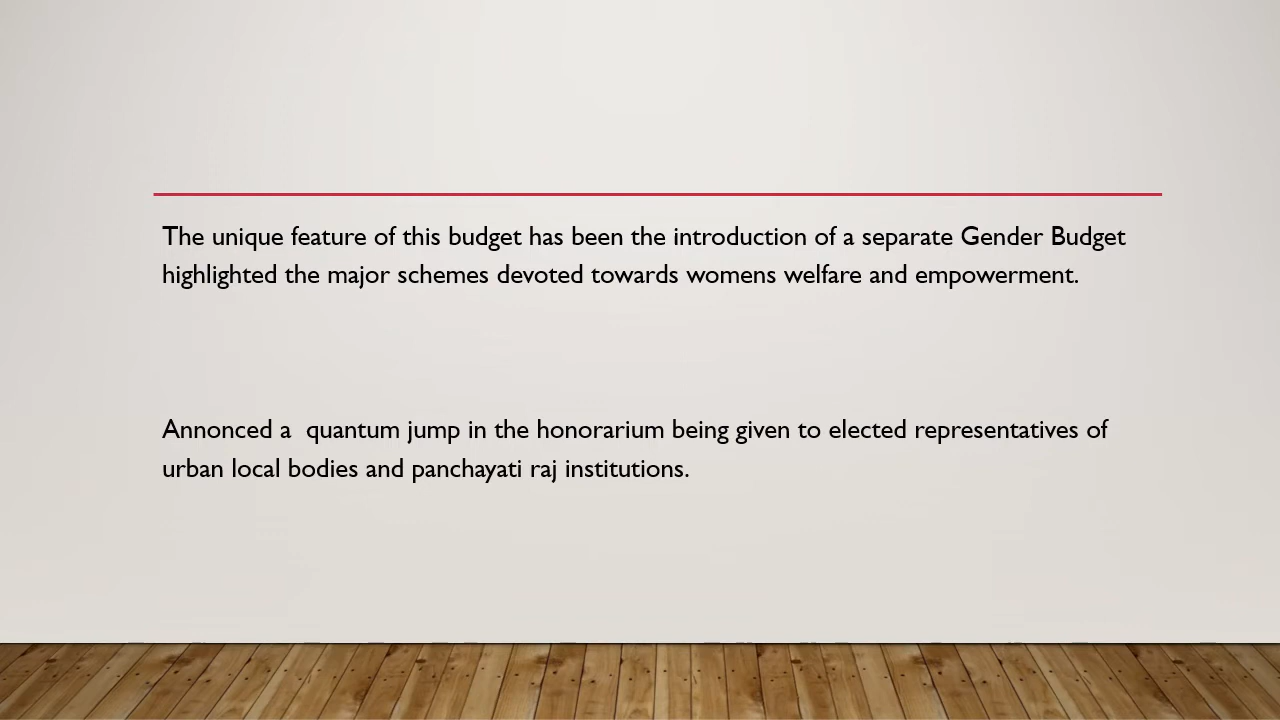 The unique feature of this budget has been the introduction of a separate Gender Budget
highlighted the major schemes devoted towards womens welfare and empowerment.
Annonced a  quantum jump in the honorarium being given to elected representatives of
urban local bodies and panchayati raj institutions.